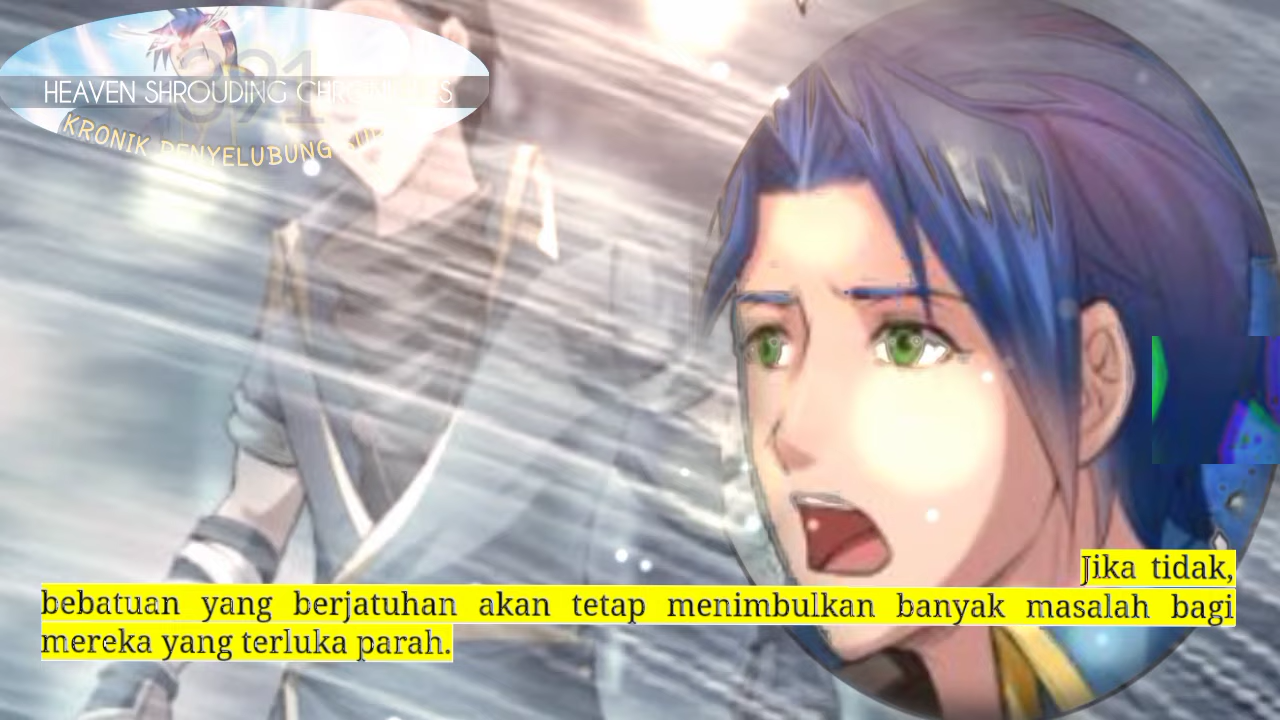 391
HEAVEN SHROUDING CHRONICLES
KRONIK PENYELUBUNG
Jika tidak,
bebatuan yang berjatuhan akan tetap menimbulkan banyak masalah bagi
mereka yang terluka parah.